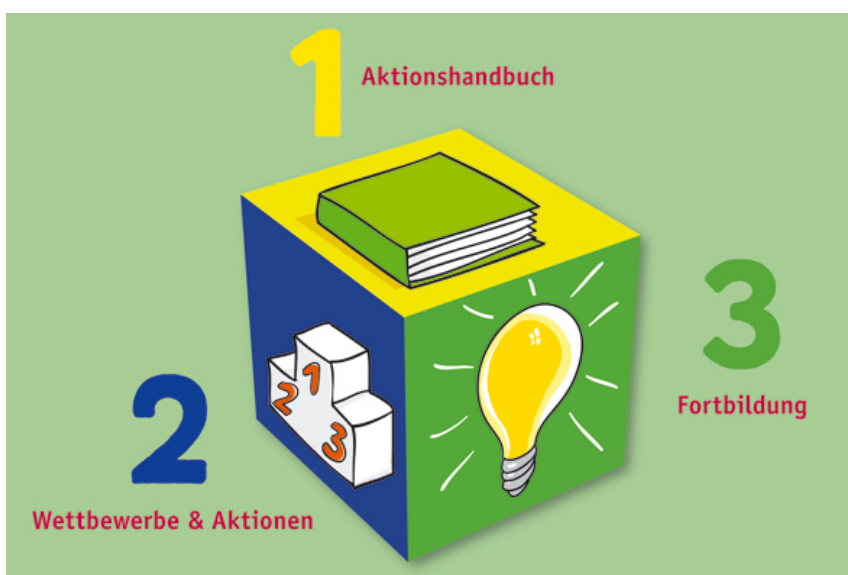 1
Aktionshandbuch
2
Wettbewerbe & Aktionen
2 1 3
3
Fortbildung